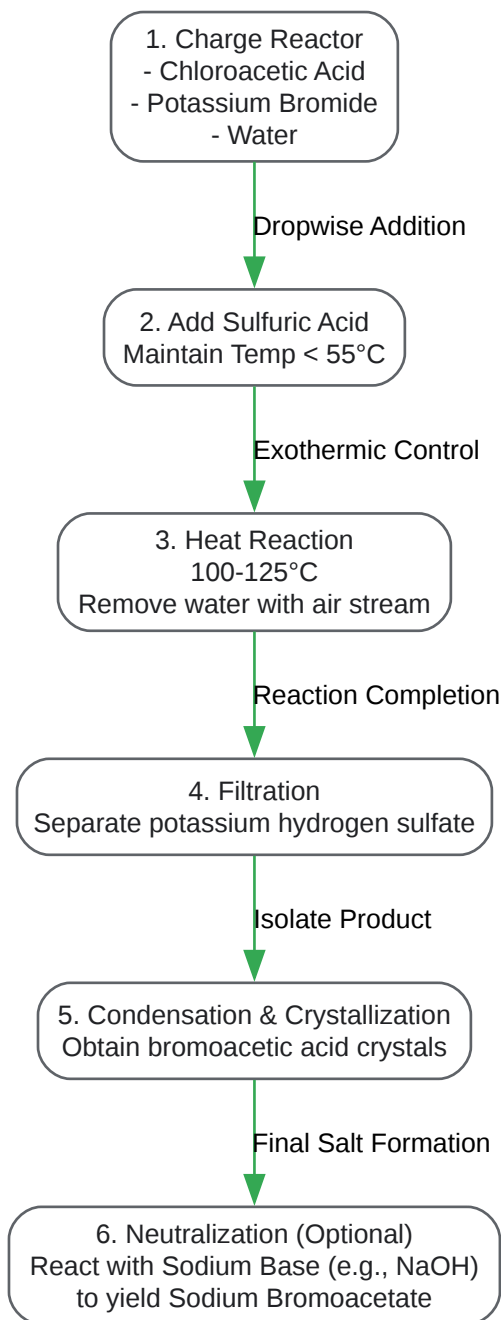 1. Charge Reactor
- Chloroacetic Acid
- Potassium Bromide
- Water
Dropwise Addition
2. Add Sulfuric Acid
Maintain Temp < 55°C
Exothermic Control
3. Heat Reaction
100-125°C
Remove water with air stream
Reaction Completion
4. Filtration
Separate potassium hydrogen sulfate
Isolate Product
5. Condensation & Crystallization
Obtain bromoacetic acid crystals
Final Salt Formation
6. Neutralization (Optional)
React with Sodium Base (e.g., NaOH)
to yield Sodium Bromoacetate